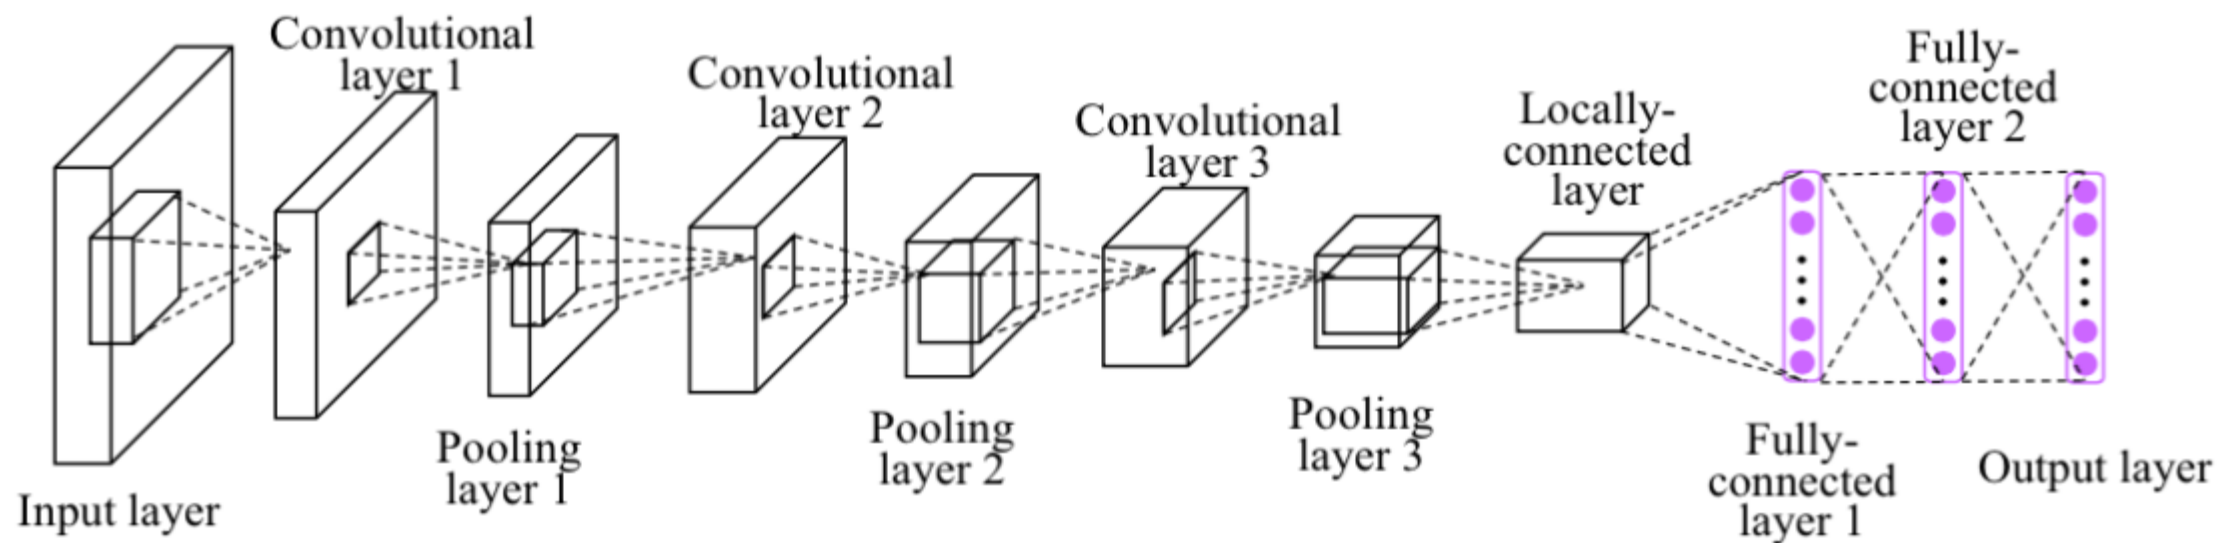 Convolutional
layer 1
Convolutional
layer 2
Convolutional
layer 3
Locally-
connected
layer
Fully-
connected
layer 2
Input layer
Pooling
layer 1
Pooling
layer 2
Pooling
layer 3
Fully-
connected
layer 1
Output layer